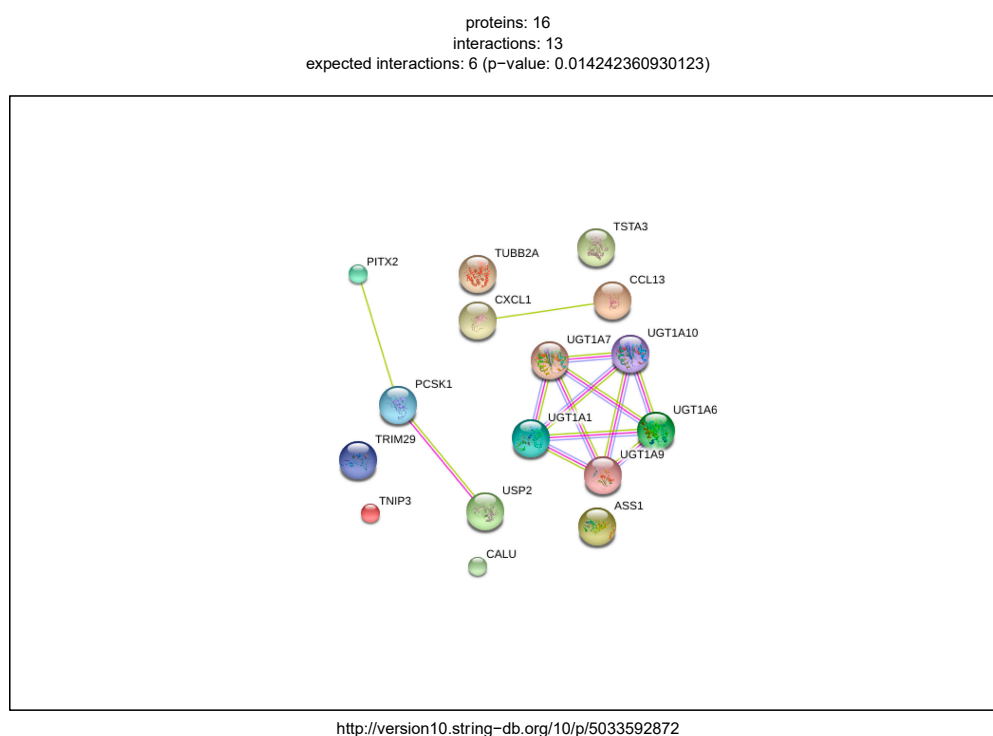 proteins: 16
interactions: 13
expected interactions: 6 (p−value: 0.014242360930123)
TSTA3
TUBB2A
PITX2
CCL13
CXCL1
UGT1A10
UGT1A7
PCSK1
UGT1A6
UGT1A1
TRIM29
UGT1A9
USP2
TNIP3
ASS1
CALU
http://version10.string−db.org/10/p/5033592872